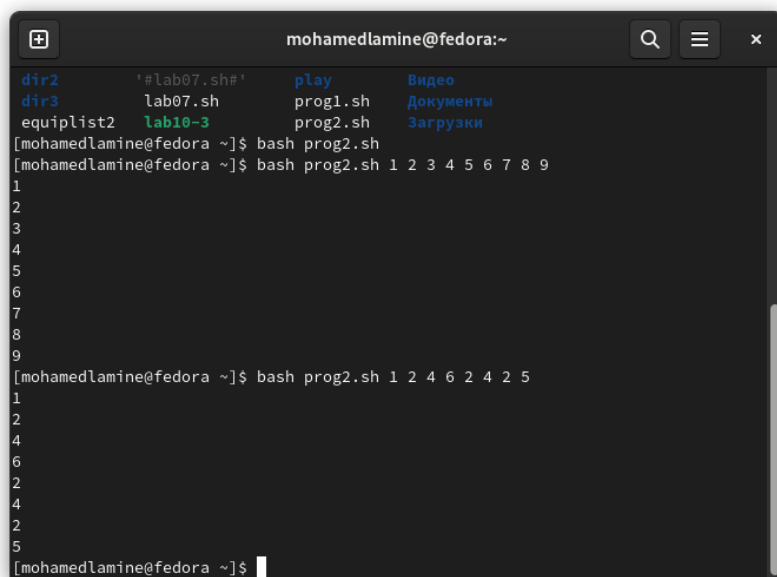 mohamedlamine@fedora:~
dir2 '#lab07.sh#' play Видео
dir3 lab07.sh prog1.sh Документы
equiplist2 lab10-3 prog2.sh Загрузки
[mohamedlamine@fedora ~]$ bash prog2.sh
[mohamedlamine@fedora ~]$ bash prog2.sh 1 2 3 4 5 6 7 8 9
1
2
3
4
5
6
7
8
9
[mohamedlamine@fedora ~]$ bash prog2.sh 1 2 4 6 2 4 2 5
1
2
4
6
2
4
2
5
[mohamedlamine@fedora ~]$